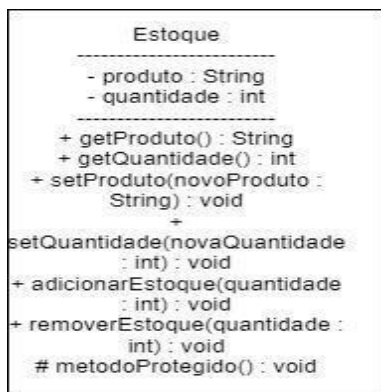 Estoque
------------------------
- produto : String
- quantidade : int
------------------------
+ getProduto() : String
+ getQuantidade() : int
+ setProduto(novoProduto :
String) : void
+
setQuantidade(novaQuantidade
: int) : void
+ adicionarEstoque(quantidade
: int) : void
+ removerEstoque(quantidade :
int) : void
# metodoProtegido() : void